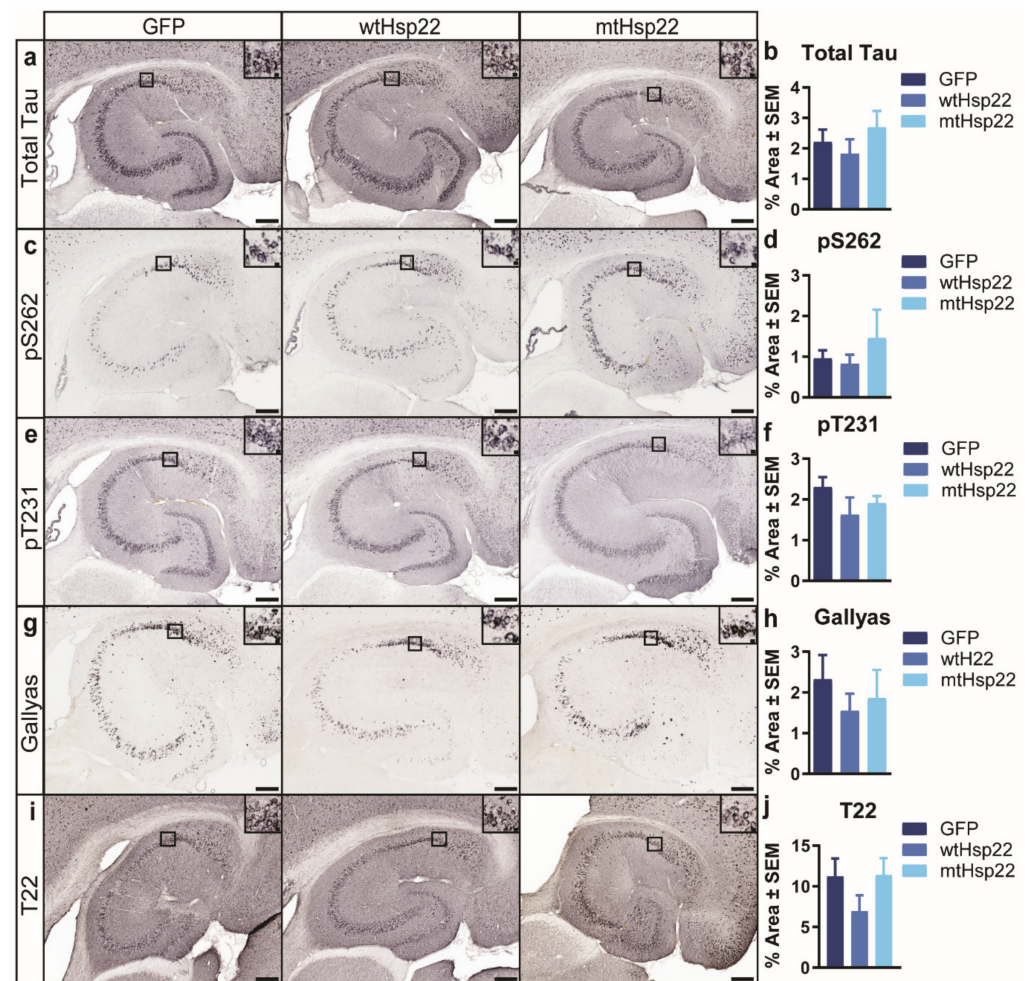 GFP wtHsp22 mtHsp22
a Total Tau
b Total Tau
% Area ± SEM
4
3
2
1
0
GFP
wtHsp22
mtHsp22
c pS262
d pS262
% Area ± SEM
3
2
1
0
GFP
wtHsp22
mtHsp22
e pT231
f pT231
% Area ± SEM
3
2
1
0
GFP
wtHsp22
mtHsp22
g Gallyas
h Gallyas
% Area ± SEM
3
2
1
0
GFP
wtH22
mtHsp22
i T22
j T22
% Area ± SEM
15
10
5
0
GFP
wtHsp22
mtHsp22